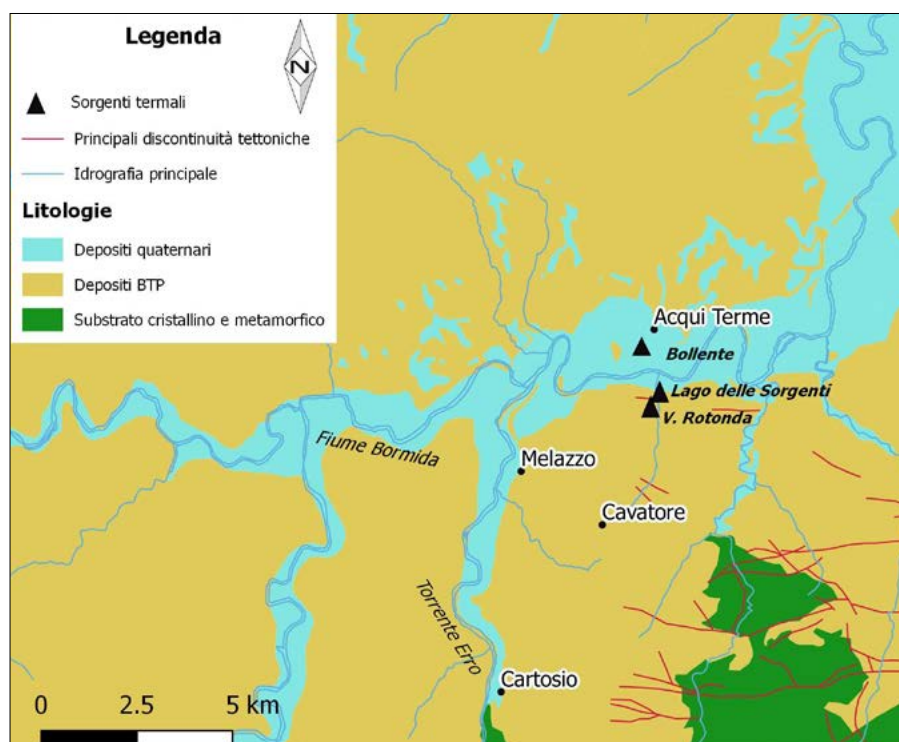 Legenda
N
Sorgenti termali
Principali discontinuità tettoniche
Idrografia principale
Litologie
Depositi quaternari
Depositi BTP
Substrato cristallino e metamorfico
Acqui Terme
Bollente
Lago delle Sorgenti
V. Rotonda
Fiume Bormida
Melazzo
Cavatore
Torrente Erro
Cartosio
0 2.5 5 km